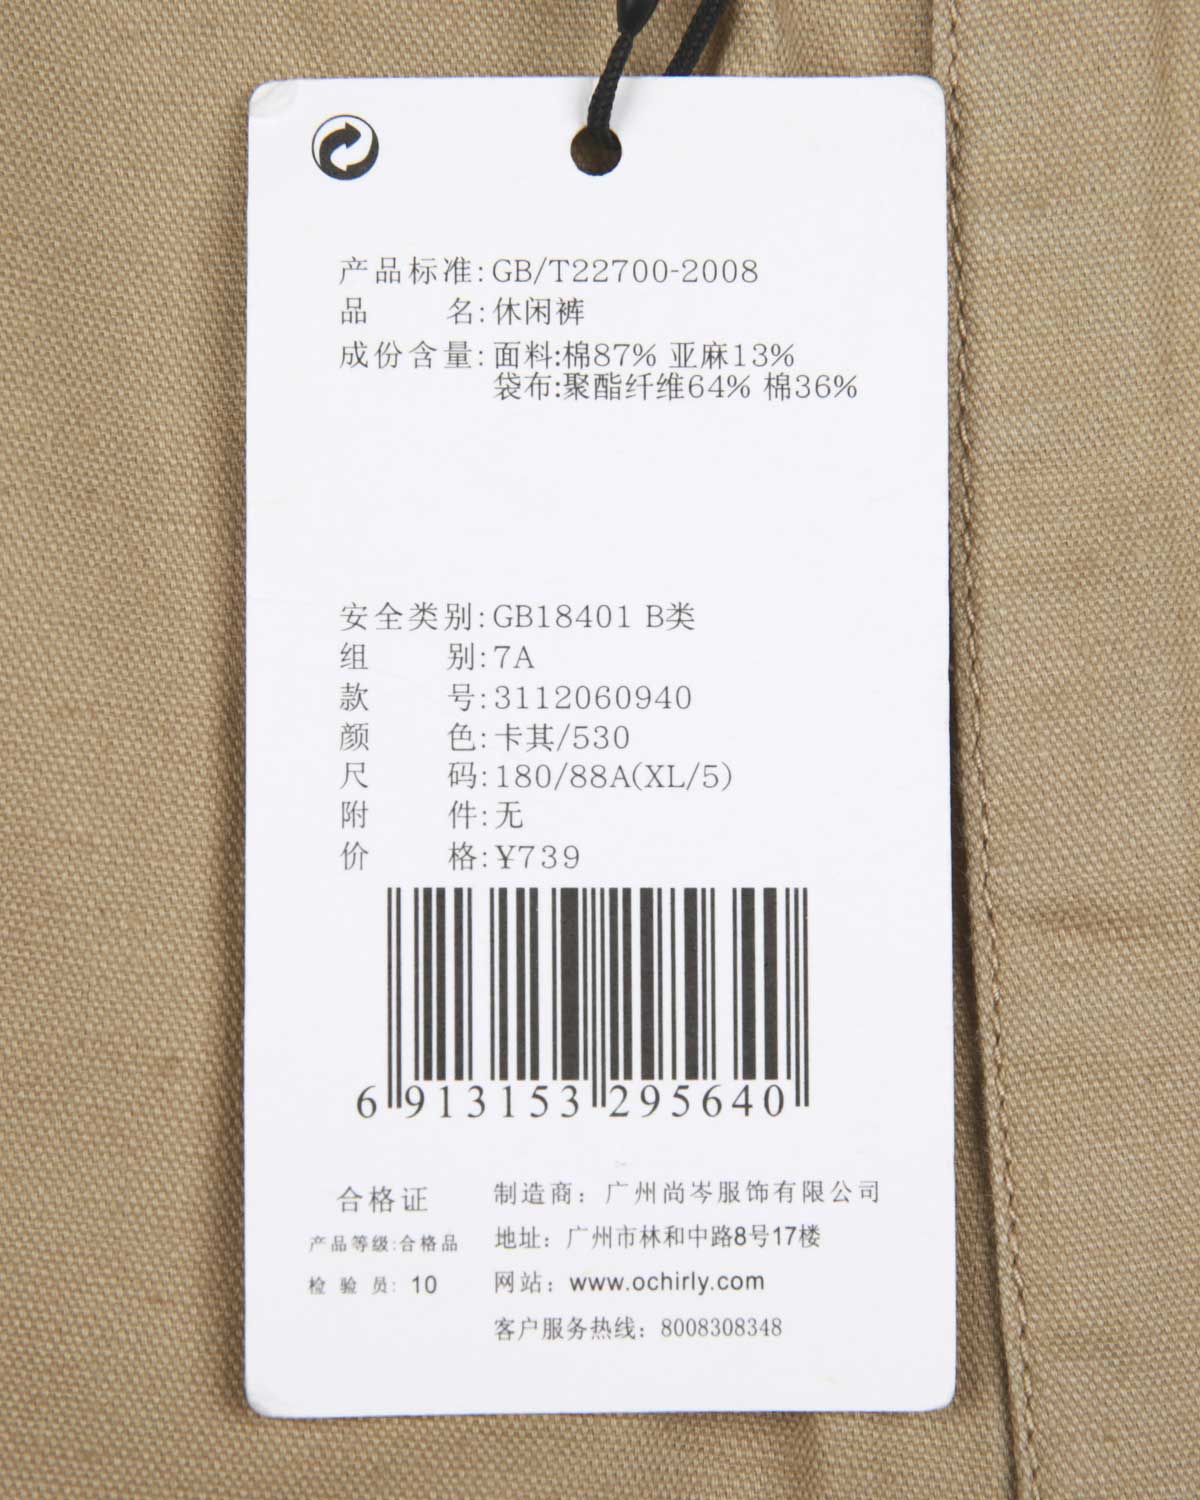 产品标准:GB/T22700-2008
品 名:休闲裤
成份含量:面料:棉87% 亚麻13%
袋布:聚酯纤维64% 棉36%
安全类别:GB18401 B类
组 别:7A
款 号:3112060940
颜 色:卡其/530
尺 码:180/88A(XL/5)
附 件:无
价 格:¥739
6 913153 295640
合格证
产品等级:合格品
检 验 员: 10
制造商：广州尚岑服饰有限公司
地址：广州市林和中路8号17楼
网站：www.ochirly.com
客户服务热线：8008308348